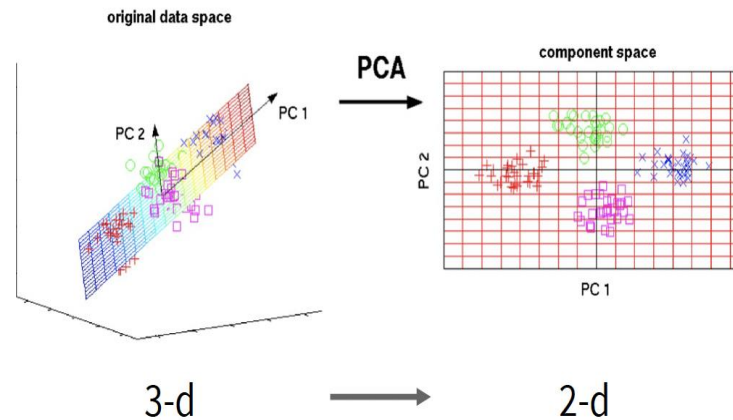 original data space
PC 1
PC 2
PCA
component space
PC 2
PC 1
3-d
2-d